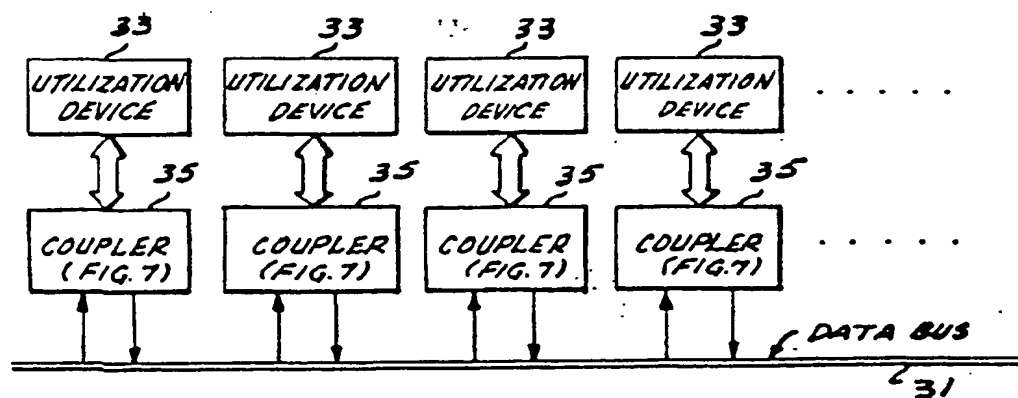 33 33 33 33
UTILIZATION DEVICE UTILIZATION DEVICE UTILIZATION DEVICE UTILIZATION DEVICE . . . . .
35 35 35 35
COUPLER (FIG. 7) COUPLER (FIG. 7) COUPLER (FIG. 7) COUPLER (FIG. 7) . . . . .
DATA BUS
31